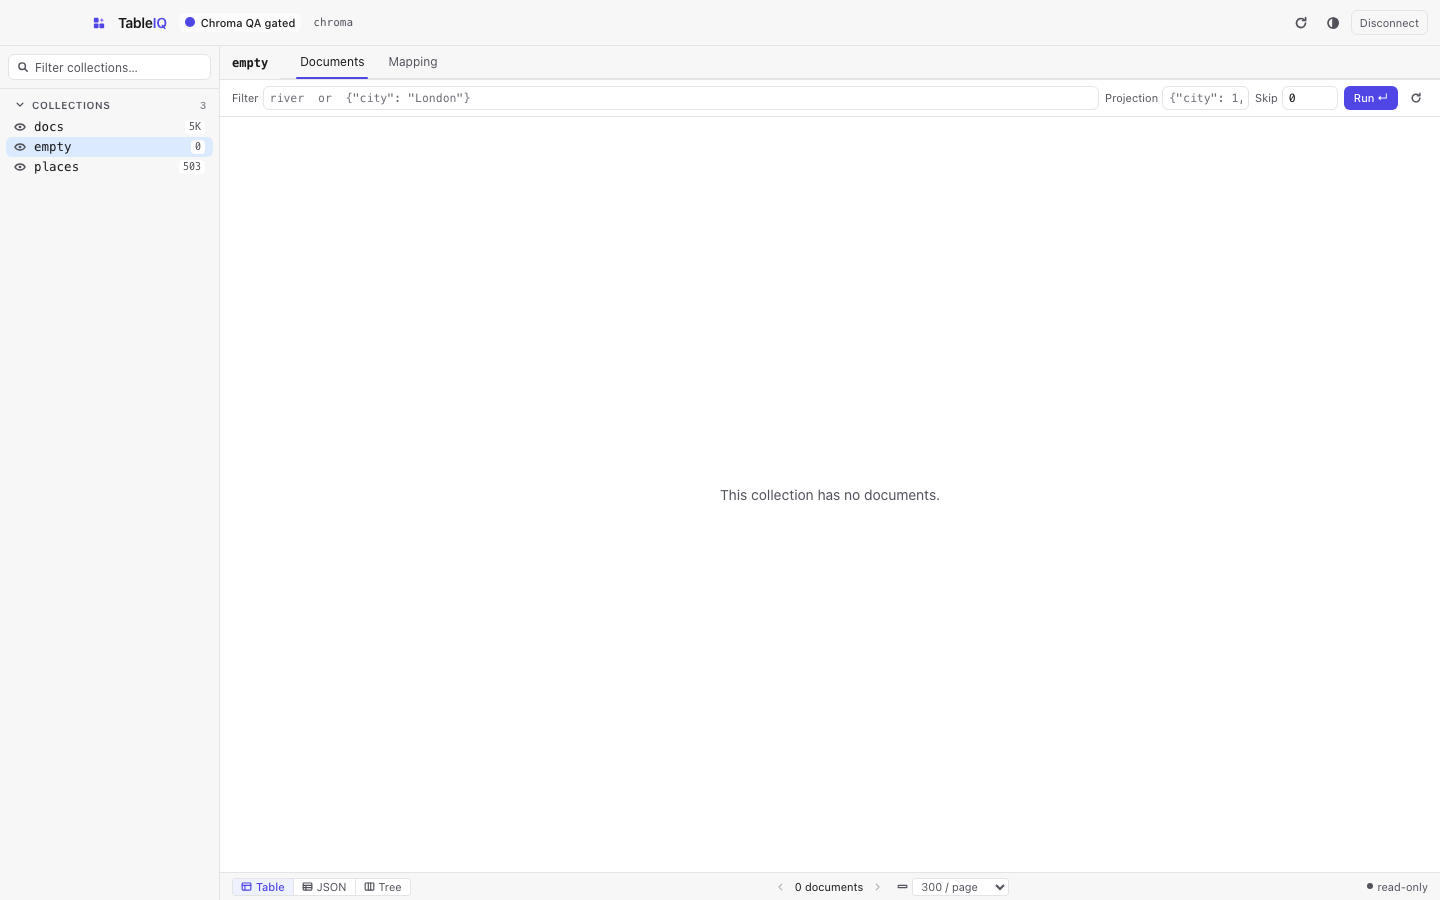 TableIQ Chroma QA gated chroma Disconnect
Filter collections...
COLLECTIONS 3
docs 5K
empty 0
places 503
empty Documents Mapping
Filter river or {"city": "London"} Projection {"city": 1, Skip 0 Run ↵
This collection has no documents.
Table JSON Tree 0 documents 300 / page read-only